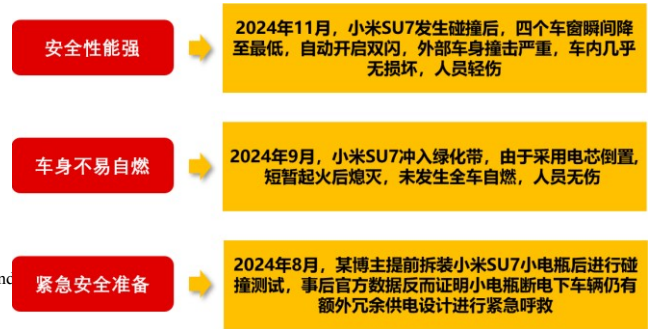 安全性能强
2024年11月，小米SU7发生碰撞后，四个车窗瞬间降
至最低，自动开启双闪，外部车身撞击严重，车内几乎
无损坏，人员轻伤
车身不易自燃
2024年9月，小米SU7冲入绿化带，由于采用电芯倒置，
短暂起火后熄灭，未发生全车自燃，人员无伤
紧急安全准备
2024年8月，某博主提前拆装小米SU7小电瓶后进行碰
撞测试，事后官方数据反而证明小电瓶断电下车辆仍有
额外冗余供电设计进行紧急呼救